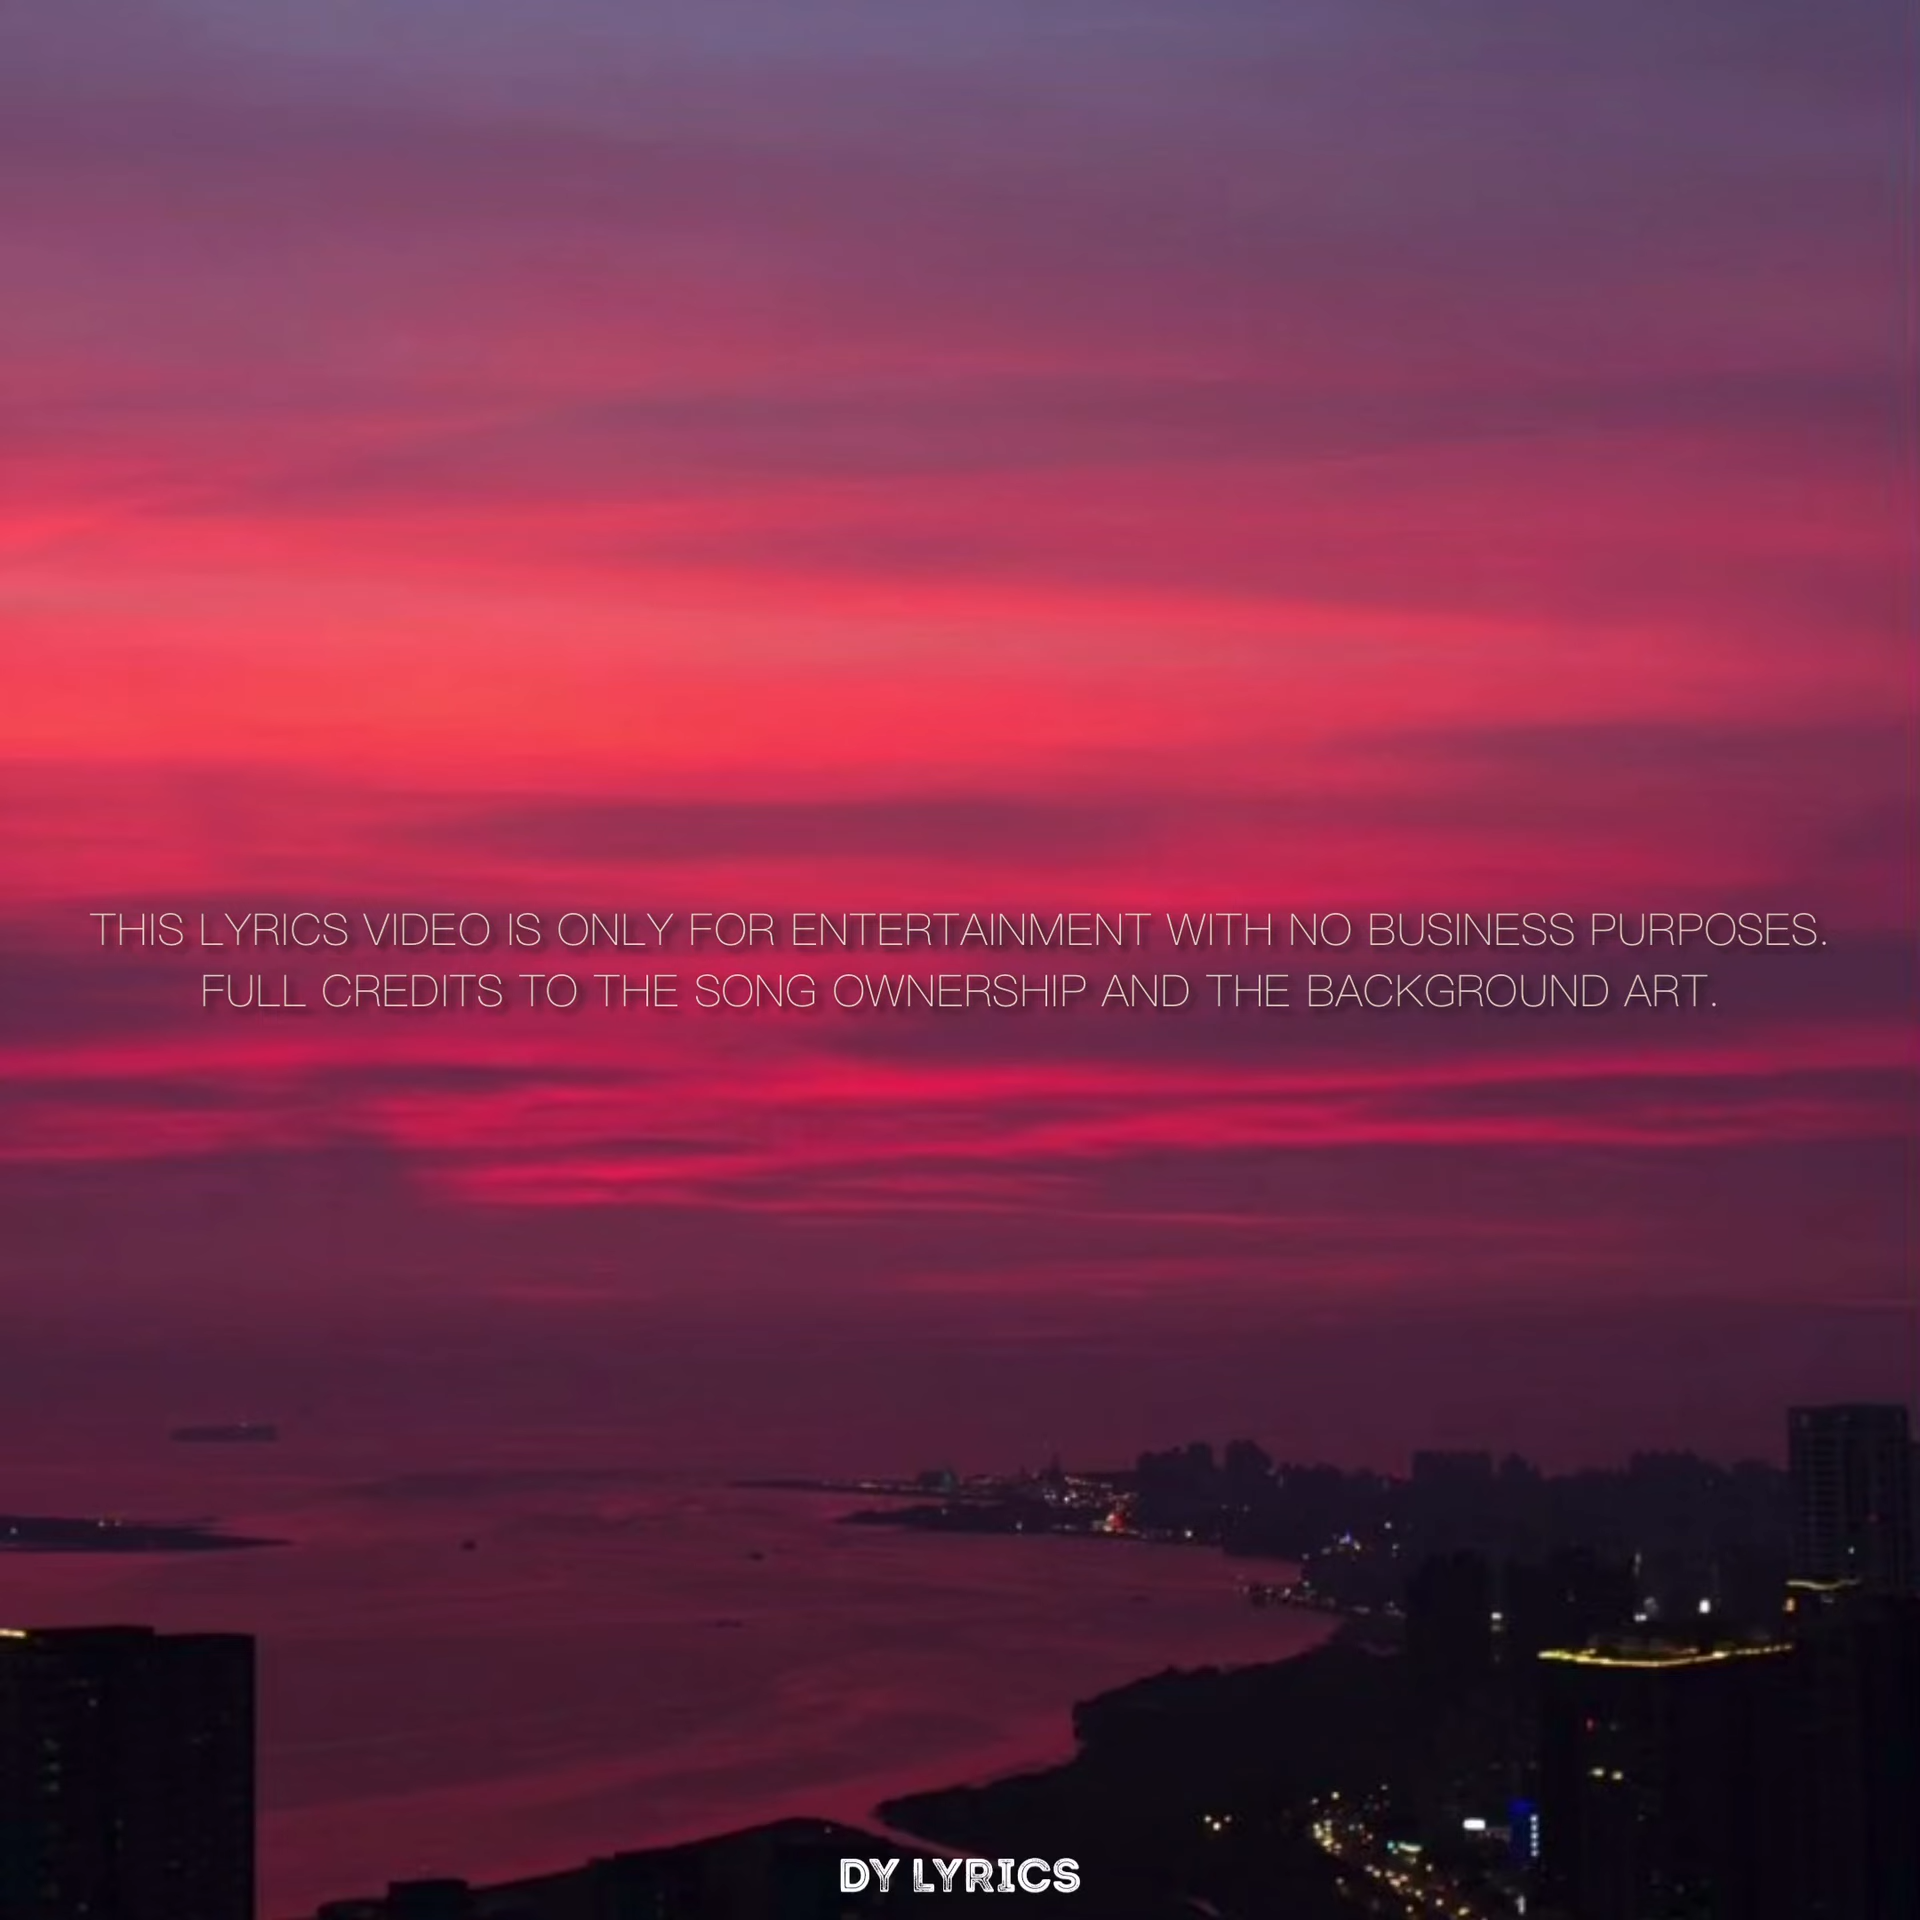 THIS LYRICS VIDEO IS ONLY FOR ENTERTAINMENT WITH NO BUSINESS PURPOSES.
FULL CREDITS TO THE SONG OWNERSHIP AND THE BACKGROUND ART.
DY LYRICS